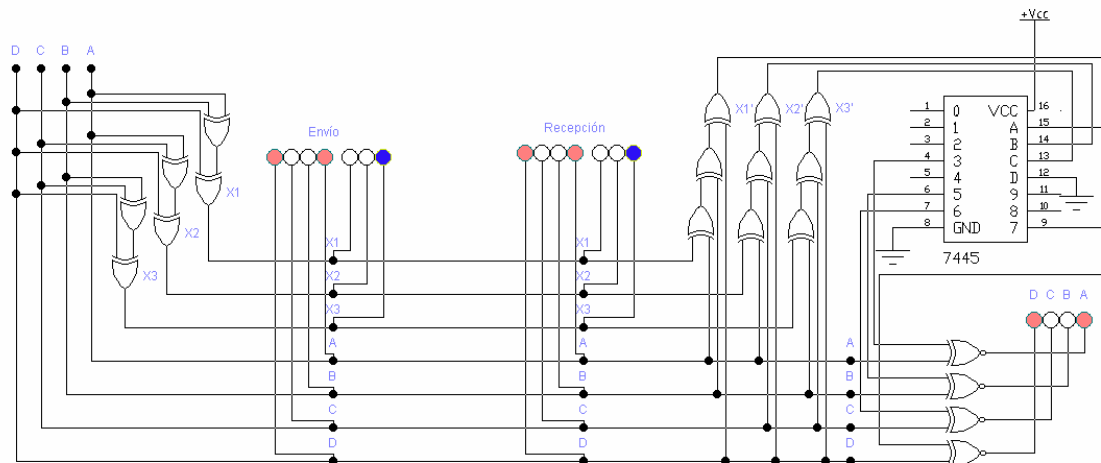 +Vcc
D C B A
X1
X2
X3
Envío
Recepción
X1
X2
X3
A
B
C
D
X1
X2
X3
A
B
C
D
X1'
X2'
X3'
A
B
C
D
1 0 VCC 16
2 1 A 15
3 2 B 14
4 3 C 13
5 4 D 12
6 5 9 11
7 6 8 10
8 GND 7 9
7445
D C B A